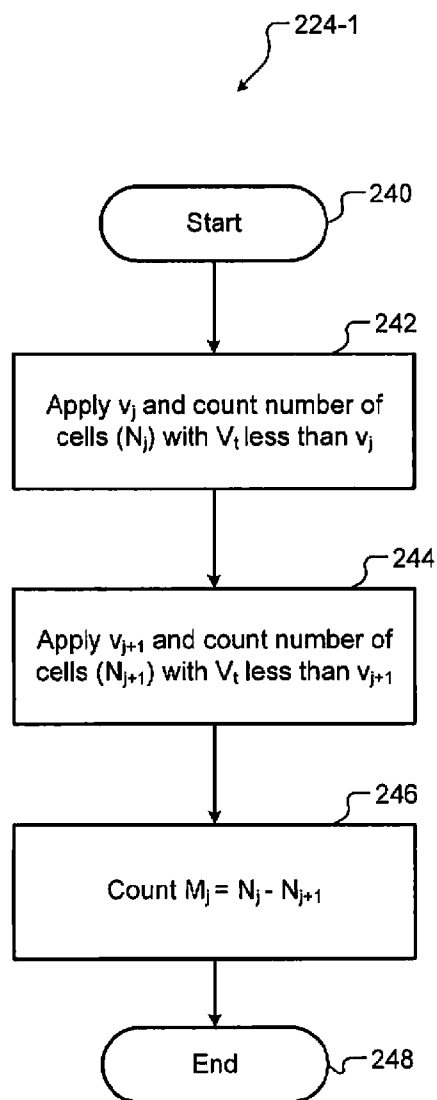 224-1
Start
240
242
Apply vj and count number of
cells (Nj) with Vt less than vj
244
Apply vj+1 and count number of
cells (Nj+1) with Vt less than vj+1
246
Count Mj = Nj - Nj+1
End
248